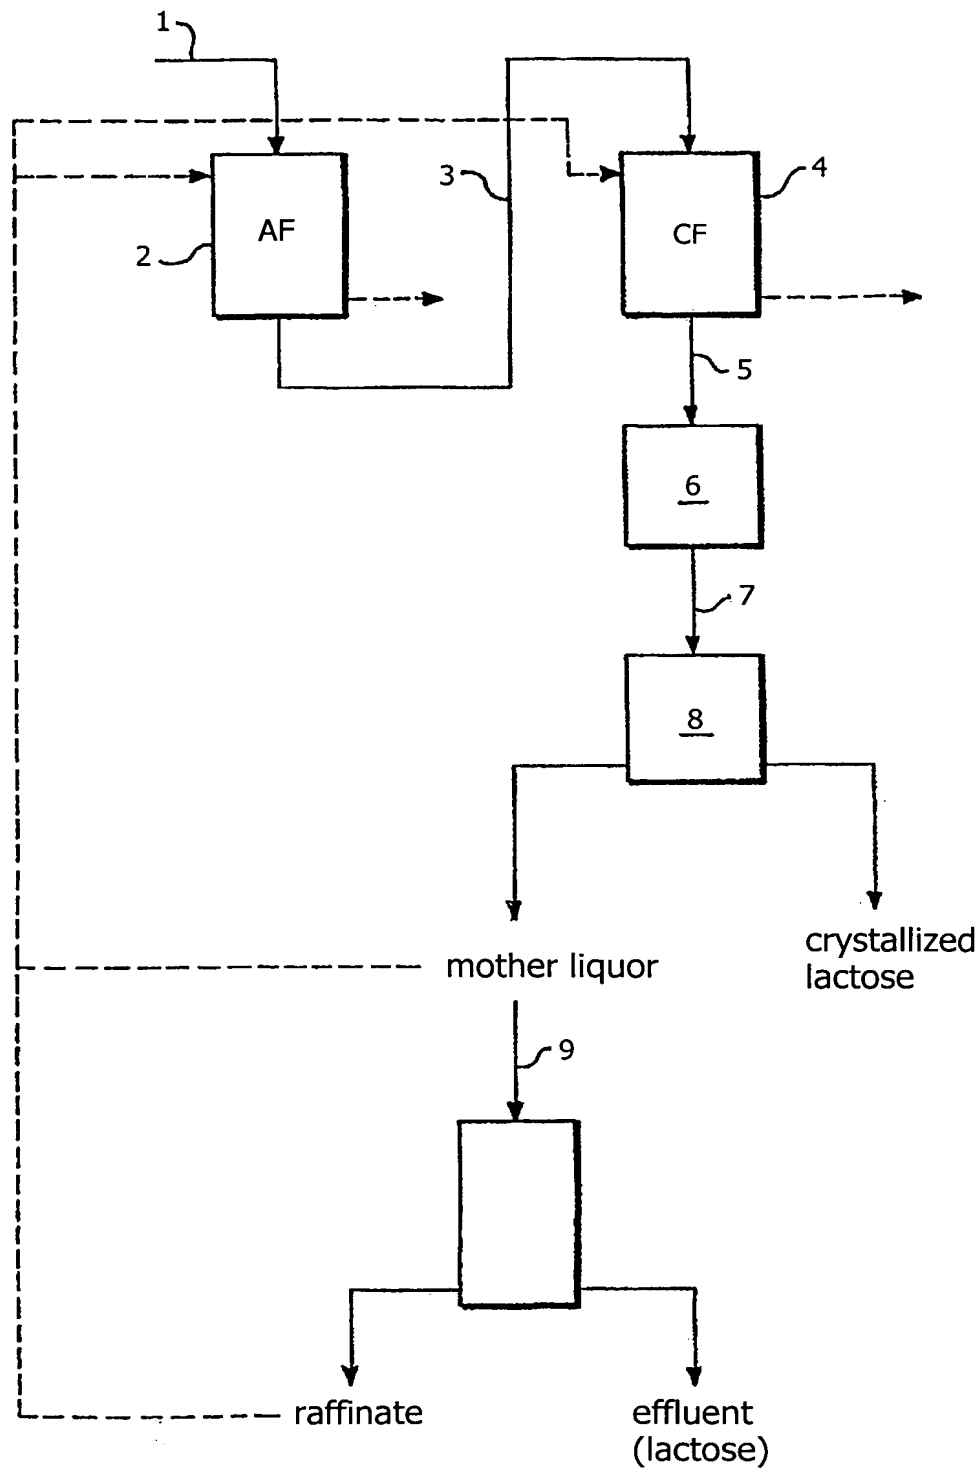 1
AF
2
3
CF
4
5
6
7
8
crystallized
lactose
mother liquor
9
raffinate
effluent
(lactose)